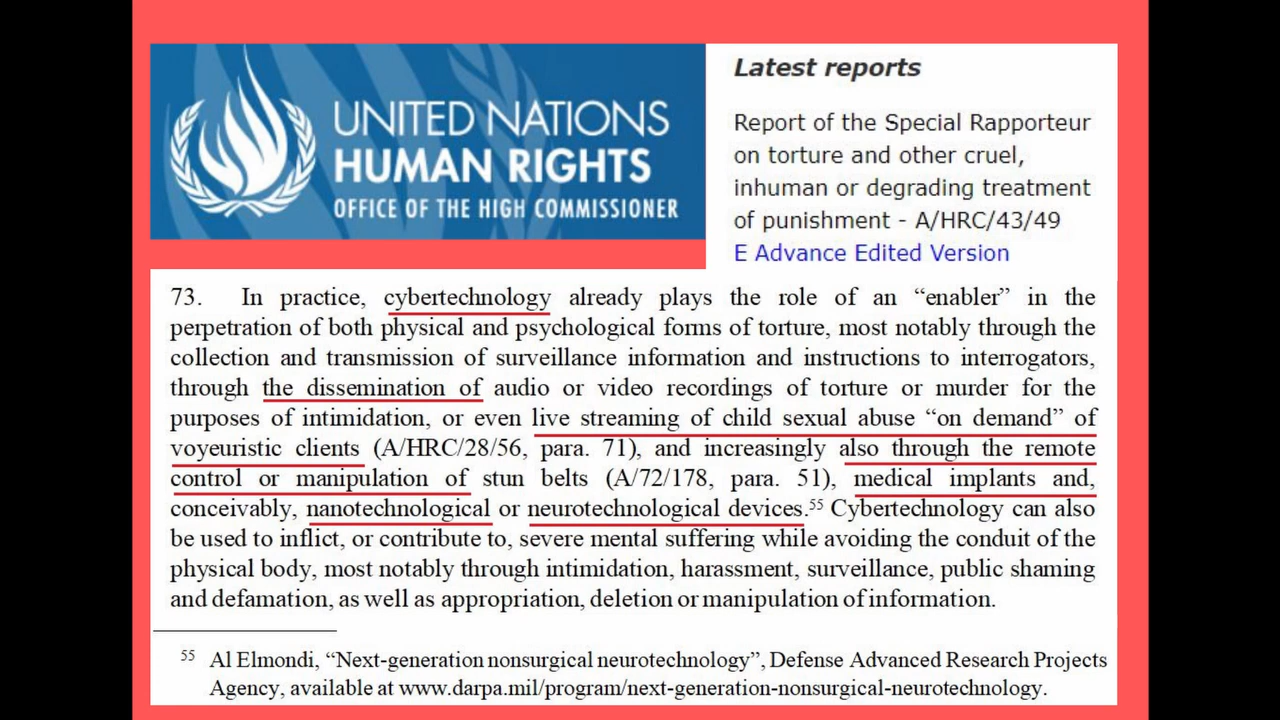 UNITED NATIONS
HUMAN RIGHTS
OFFICE OF THE HIGH COMMISSIONER
Latest reports
Report of the Special Rapporteur
on torture and other cruel,
inhuman or degrading treatment
of punishment - A/HRC/43/49
E Advance Edited Version
73. In practice, cybertechnology already plays the role of an “enabler” in the
perpetration of both physical and psychological forms of torture, most notably through the
collection and transmission of surveillance information and instructions to interrogators,
through the dissemination of audio or video recordings of torture or murder for the
purposes of intimidation, or even live streaming of child sexual abuse “on demand” of
voyeuristic clients (A/HRC/28/56, para. 71), and increasingly also through the remote
control or manipulation of stun belts (A/72/178, para. 51), medical implants and,
conceivably, nanotechnological or neurotechnological devices.⁵⁵ Cybertechnology can also
be used to inflict, or contribute to, severe mental suffering while avoiding the conduit of the
physical body, most notably through intimidation, harassment, surveillance, public shaming
and defamation, as well as appropriation, deletion or manipulation of information.
⁵⁵ Al Elmondi, “Next-generation nonsurgical neurotechnology”, Defense Advanced Research Projects
Agency, available at www.darpa.mil/program/next-generation-nonsurgical-neurotechnology.